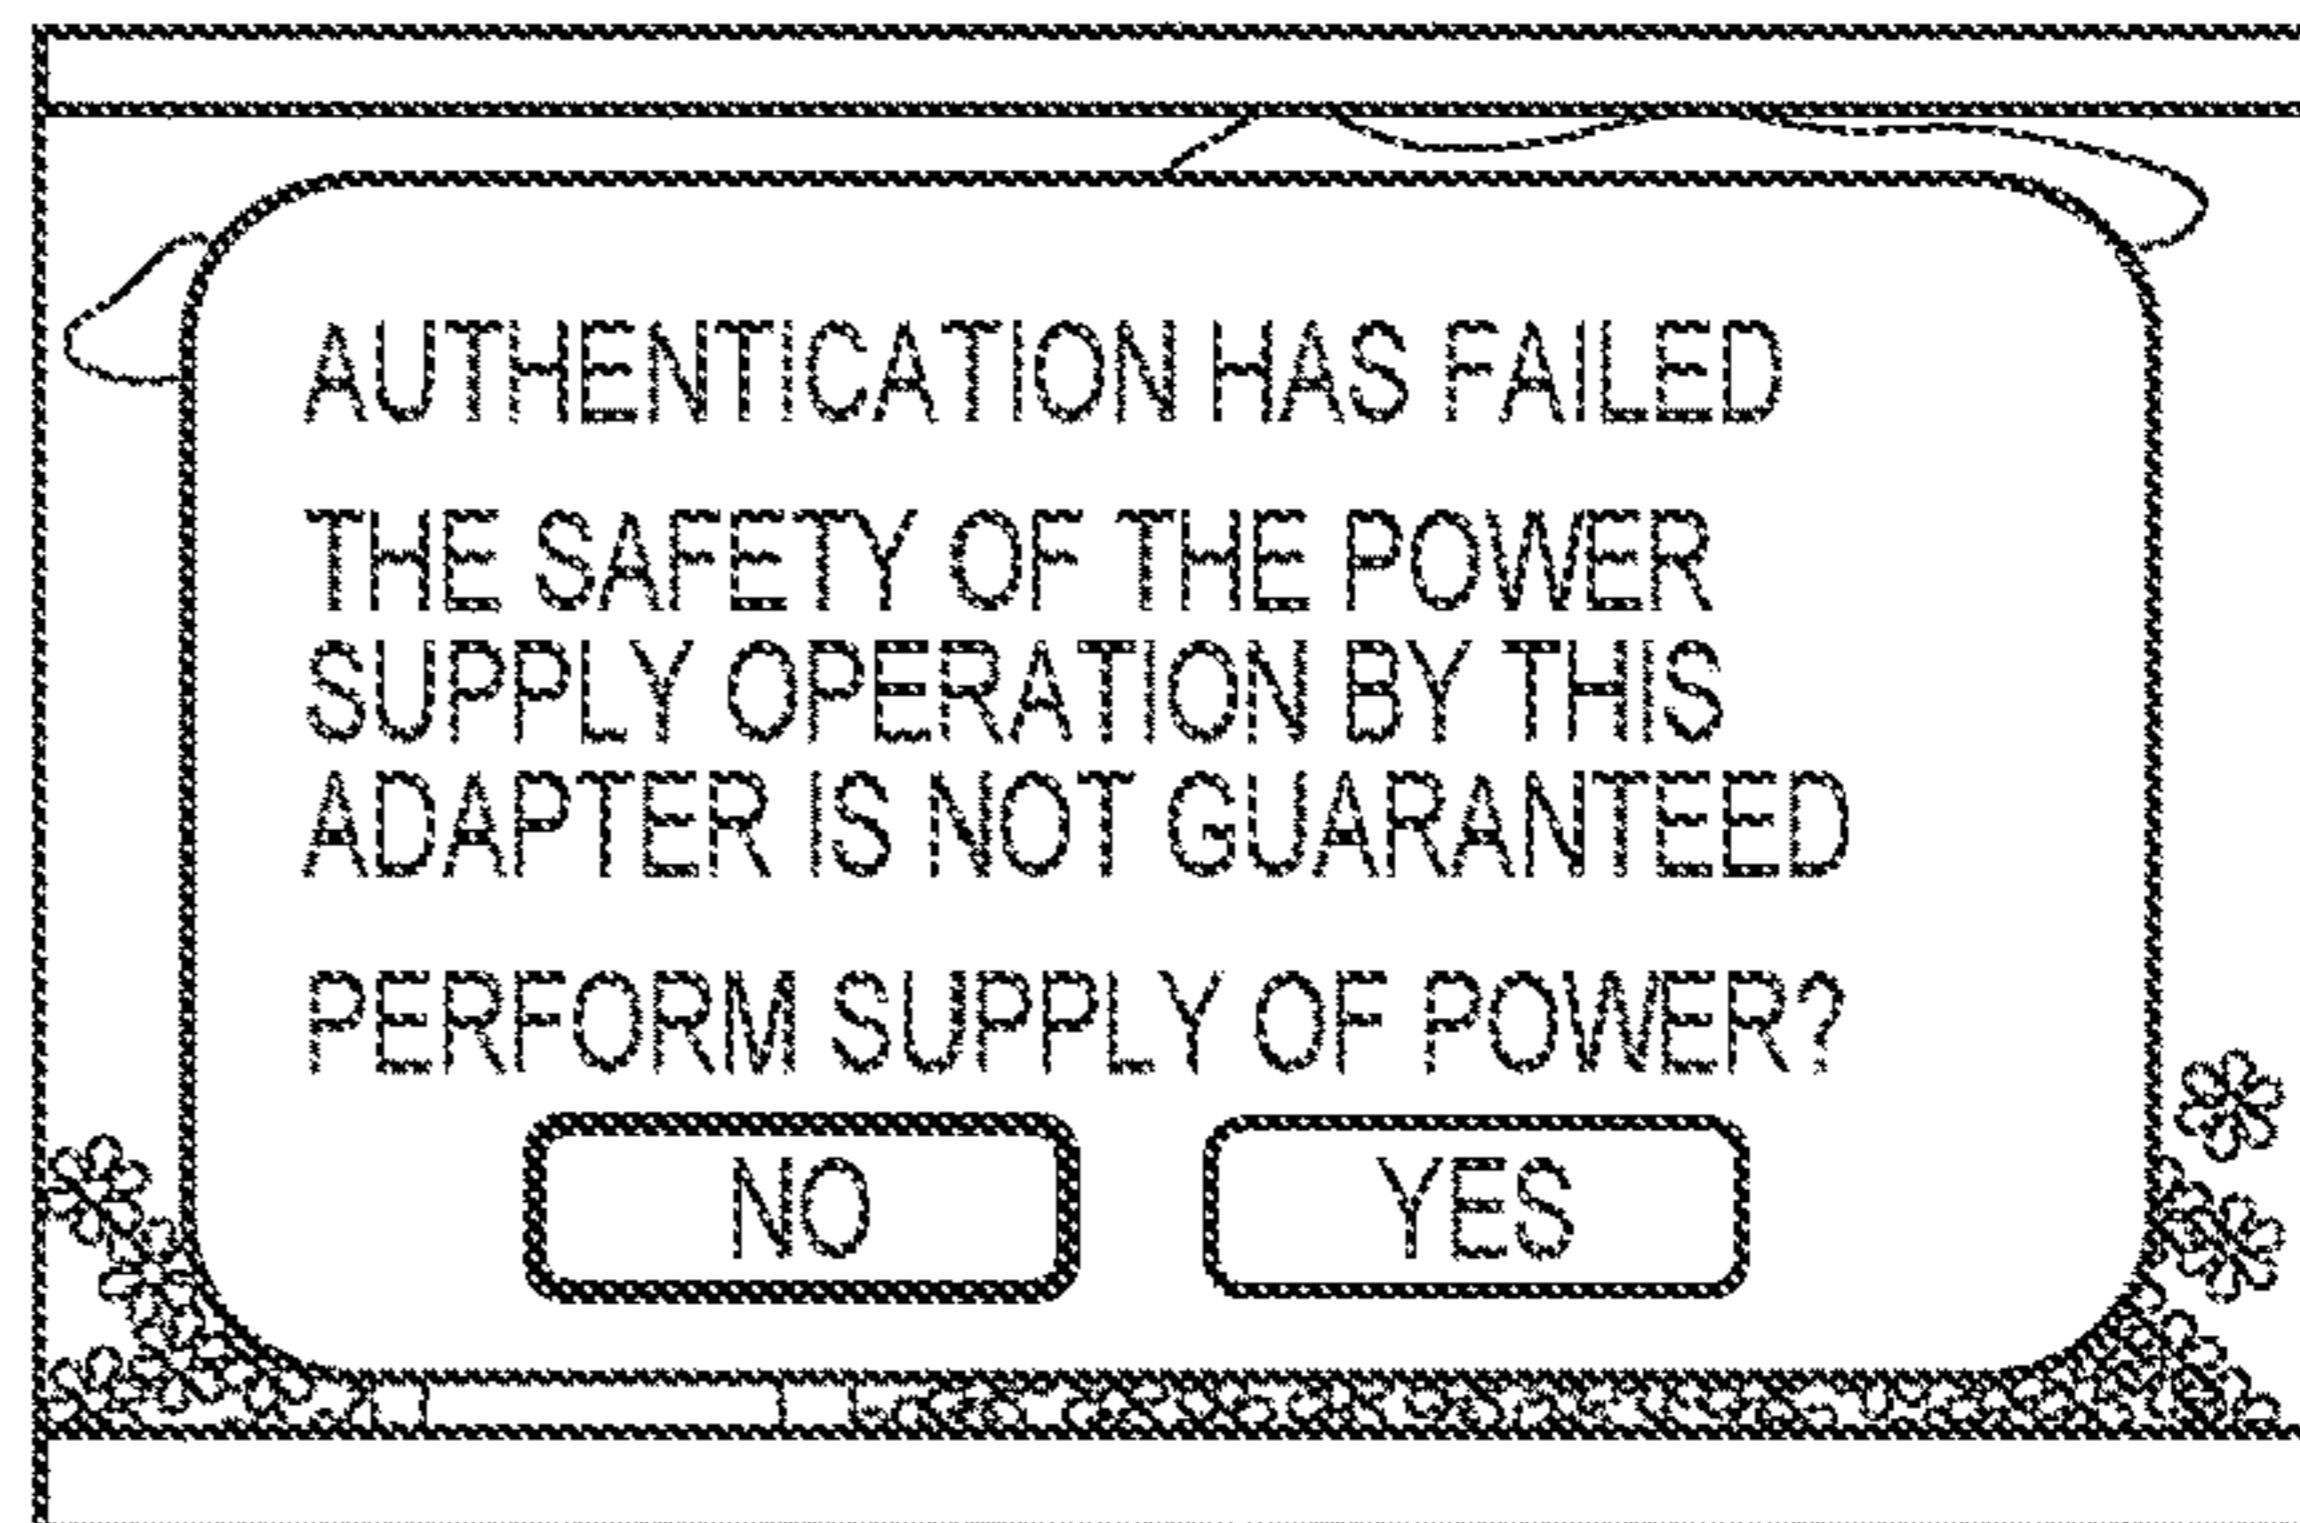 AUTHENTICATION HAS FAILED
THE SAFETY OF THE POWER
SUPPLY OPERATION BY THIS
ADAPTER IS NOT GUARANTEED
PERFORM SUPPLY OF POWER?
NO YES